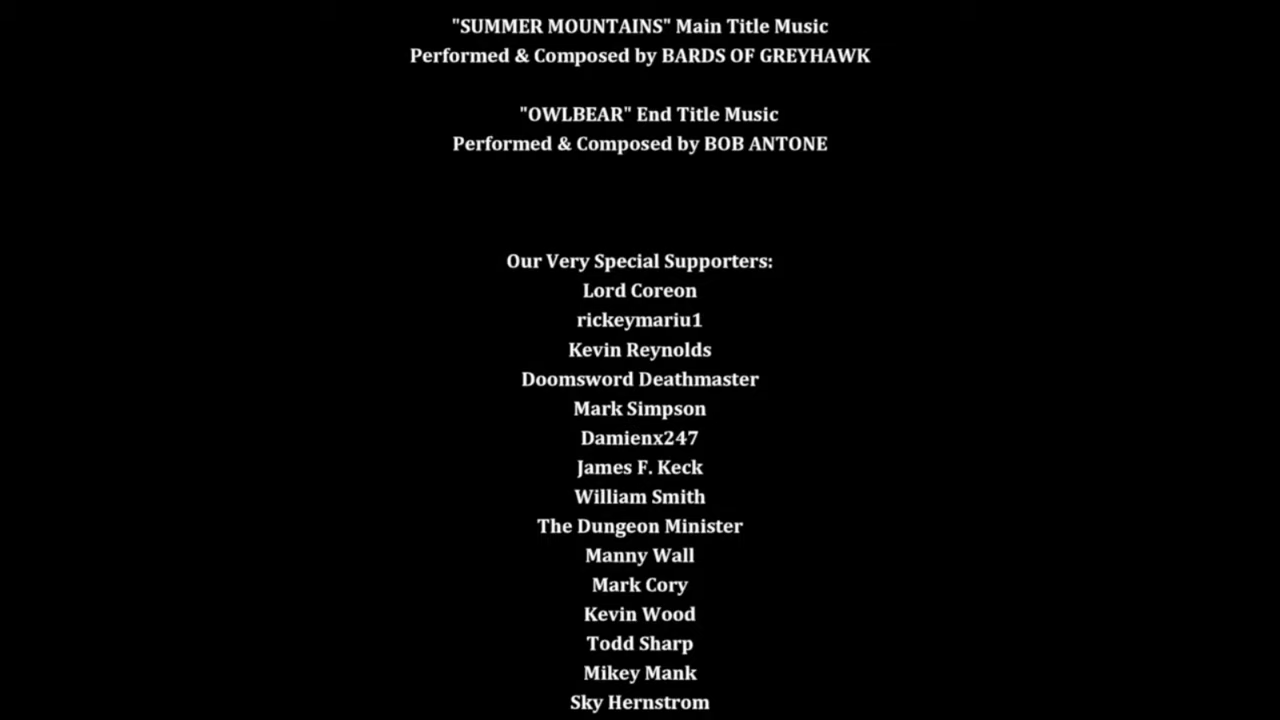 "SUMMER MOUNTAINS" Main Title Music
Performed & Composed by BARDS OF GREYHAWK
"OWLBEAR" End Title Music
Performed & Composed by BOB ANTONE
Our Very Special Supporters:
Lord Coreon
rickeymariu1
Kevin Reynolds
Doomsword Deathmaster
Mark Simpson
Damienx247
James F. Keck
William Smith
The Dungeon Minister
Manny Wall
Mark Cory
Kevin Wood
Todd Sharp
Mikey Mank
Sky Hernstrom